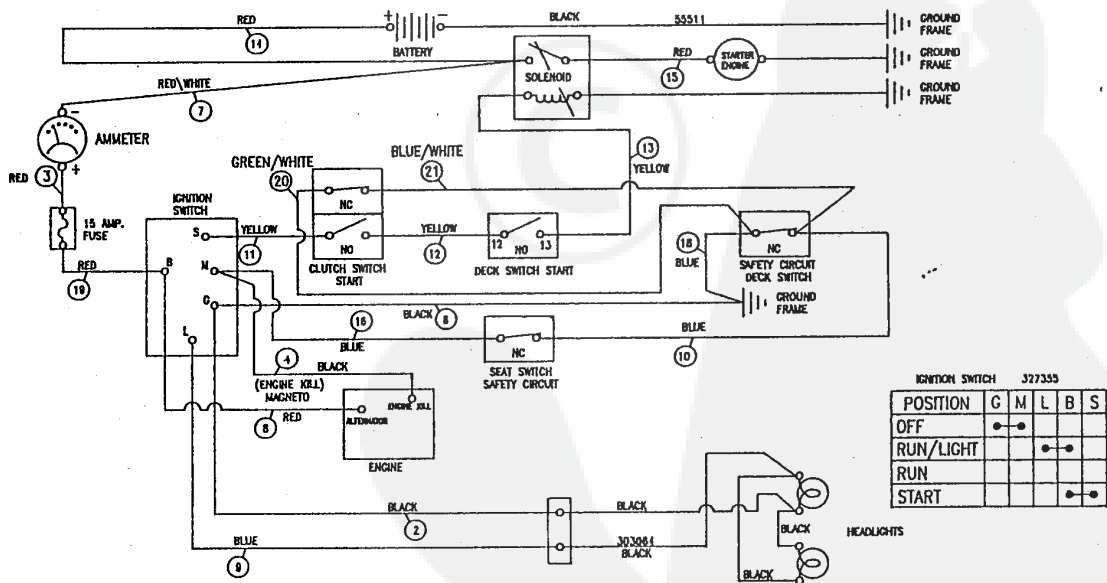 RED
14
+
−
BATTERY
BLACK
55511
GROUND
FRAME
SOLENOID
RED
15
STARTER
ENGINE
GROUND
FRAME
GROUND
FRAME
RED\WHITE
7
−
AMMETER
+
RED
3
15 AMP.
FUSE
RED
19
IGNITION
SWITCH
S
B
M
G
L
YELLOW
11
GREEN/WHITE
20
NC
NO
CLUTCH SWITCH
START
BLUE/WHITE
21
YELLOW
12
12
13
NO
DECK SWITCH START
13
YELLOW
18
BLUE
NC
SAFETY CIRCUIT
DECK SWITCH
GROUND
FRAME
BLACK
6
16
BLUE
NC
SEAT SWITCH
SAFETY CIRCUIT
BLUE
10
4
BLACK
(ENGINE KILL)
MAGNETO
8
RED
ENGINE KILL
ALTERNATOR
ENGINE
IGNITION SWITCH 327355
POSITION G M L B S
OFF
RUN/LIGHT
RUN
START
BLACK
2
BLACK
BLUE
9
303064
BLACK
BLACK
HEADLIGHTS